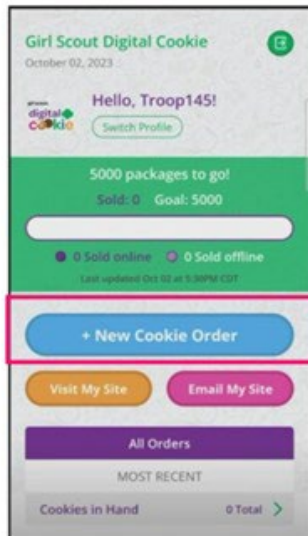 Girl Scout Digital Cookie
October 02, 2023
Hello, Troop145!
digital
cookie
Switch Profile
5000 packages to go!
Sold: 0 Goal: 5000
0 Sold online 0 Sold offline
Last updated Oct 02 at 5:30PM CDT
+ New Cookie Order
Visit My Site Email My Site
All Orders
MOST RECENT
Cookies in Hand 0 Total